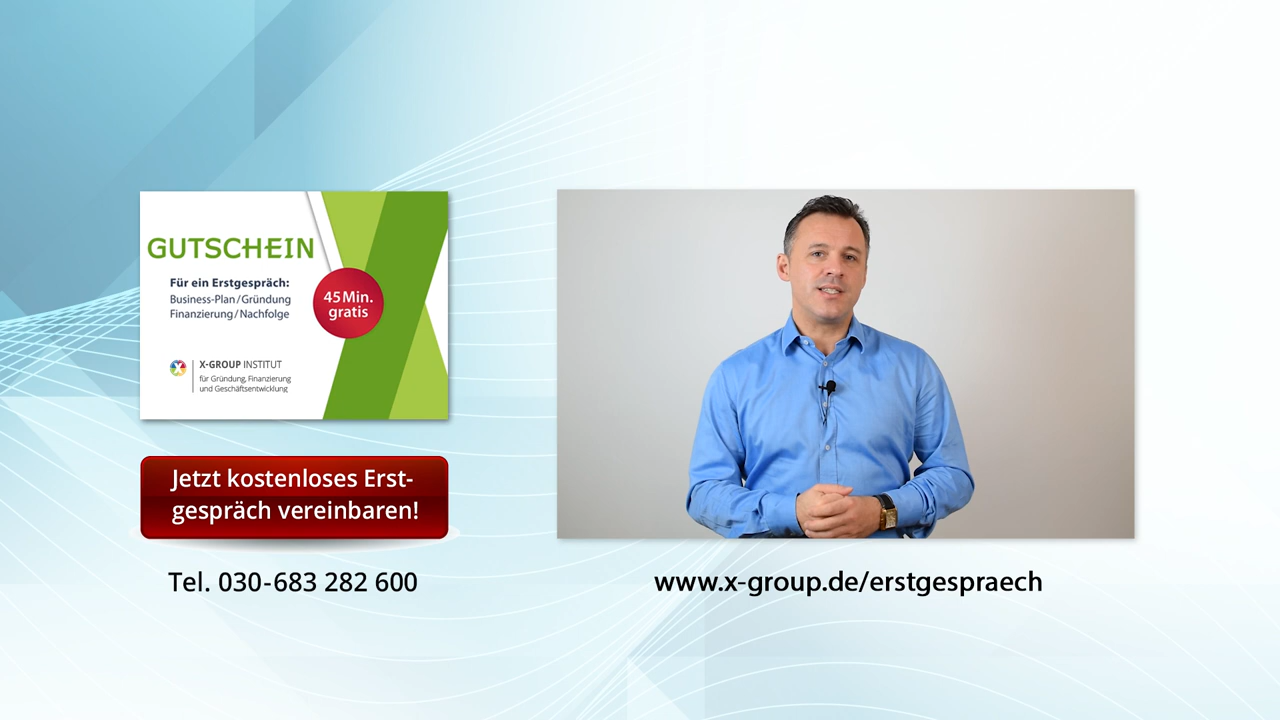 GUTSCHEIN
Für ein Erstgespräch:
Business-Plan/Gründung
Finanzierung/Nachfolge
45 Min.
gratis
X-GROUP INSTITUT
für Gründung, Finanzierung
und Geschäftsentwicklung
Jetzt kostenloses Erst-
gespräch vereinbaren!
Tel. 030-683 282 600
www.x-group.de/erstgespraech